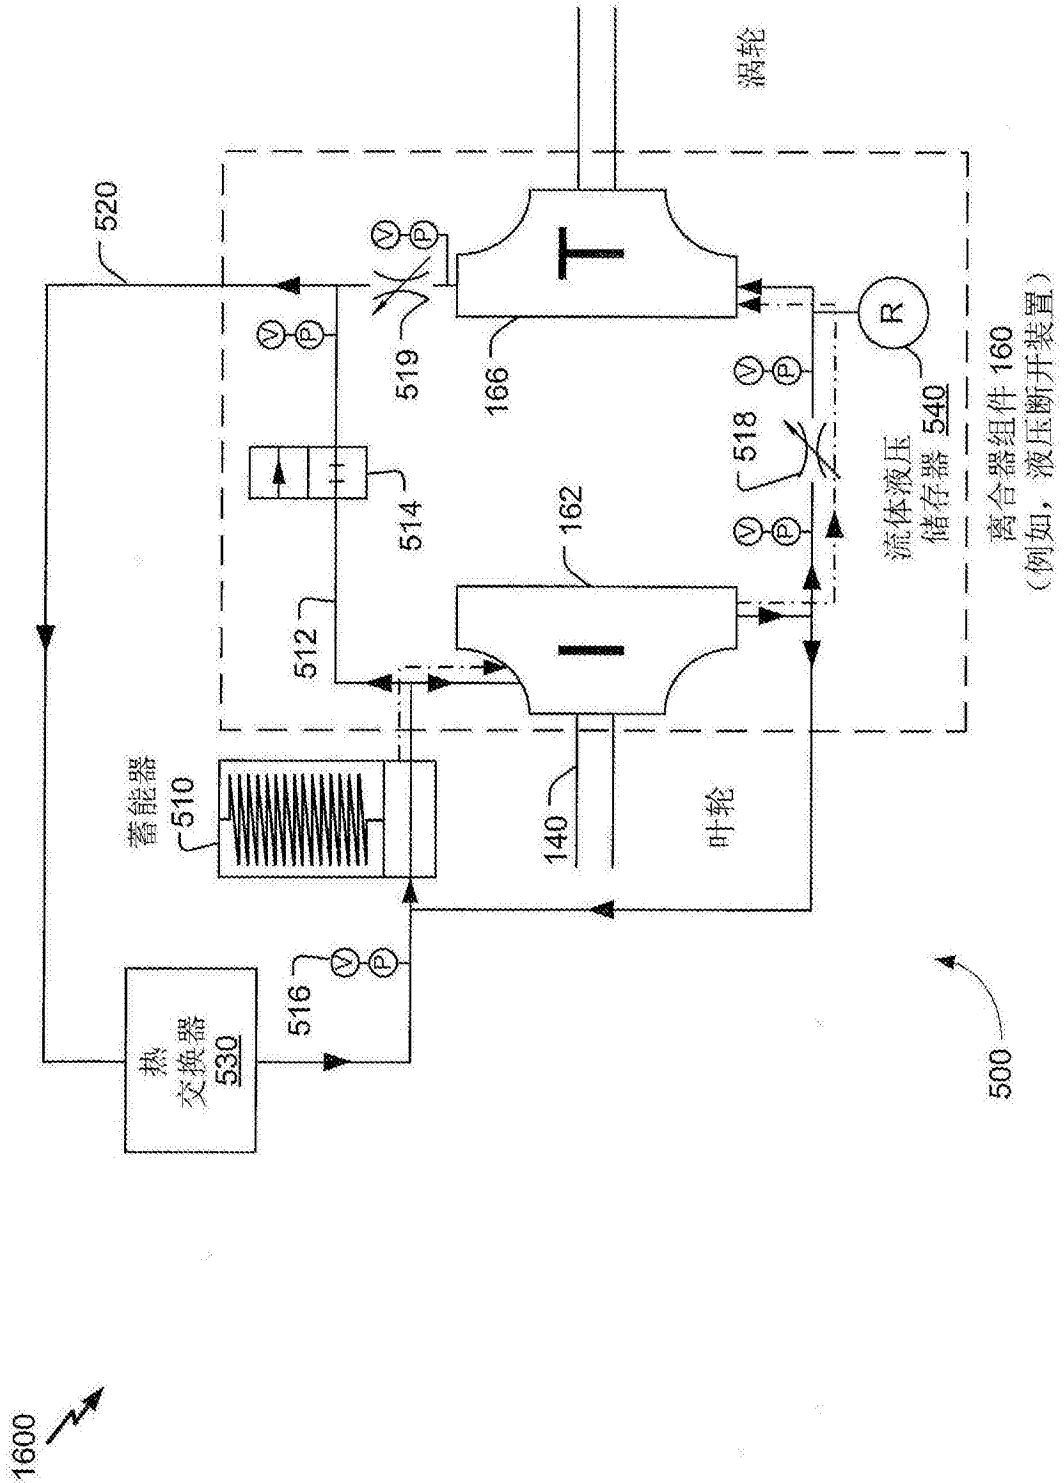 1600
500
热
交换器
530
516
V
P
蓄能器
510
520
512
514
V
P
519
V
P
140
叶轮
I
162
T
166
涡轮
V
P
518
V
P
R
流体液压
储存器 540
离合器组件 160
（例如，液压断开装置）